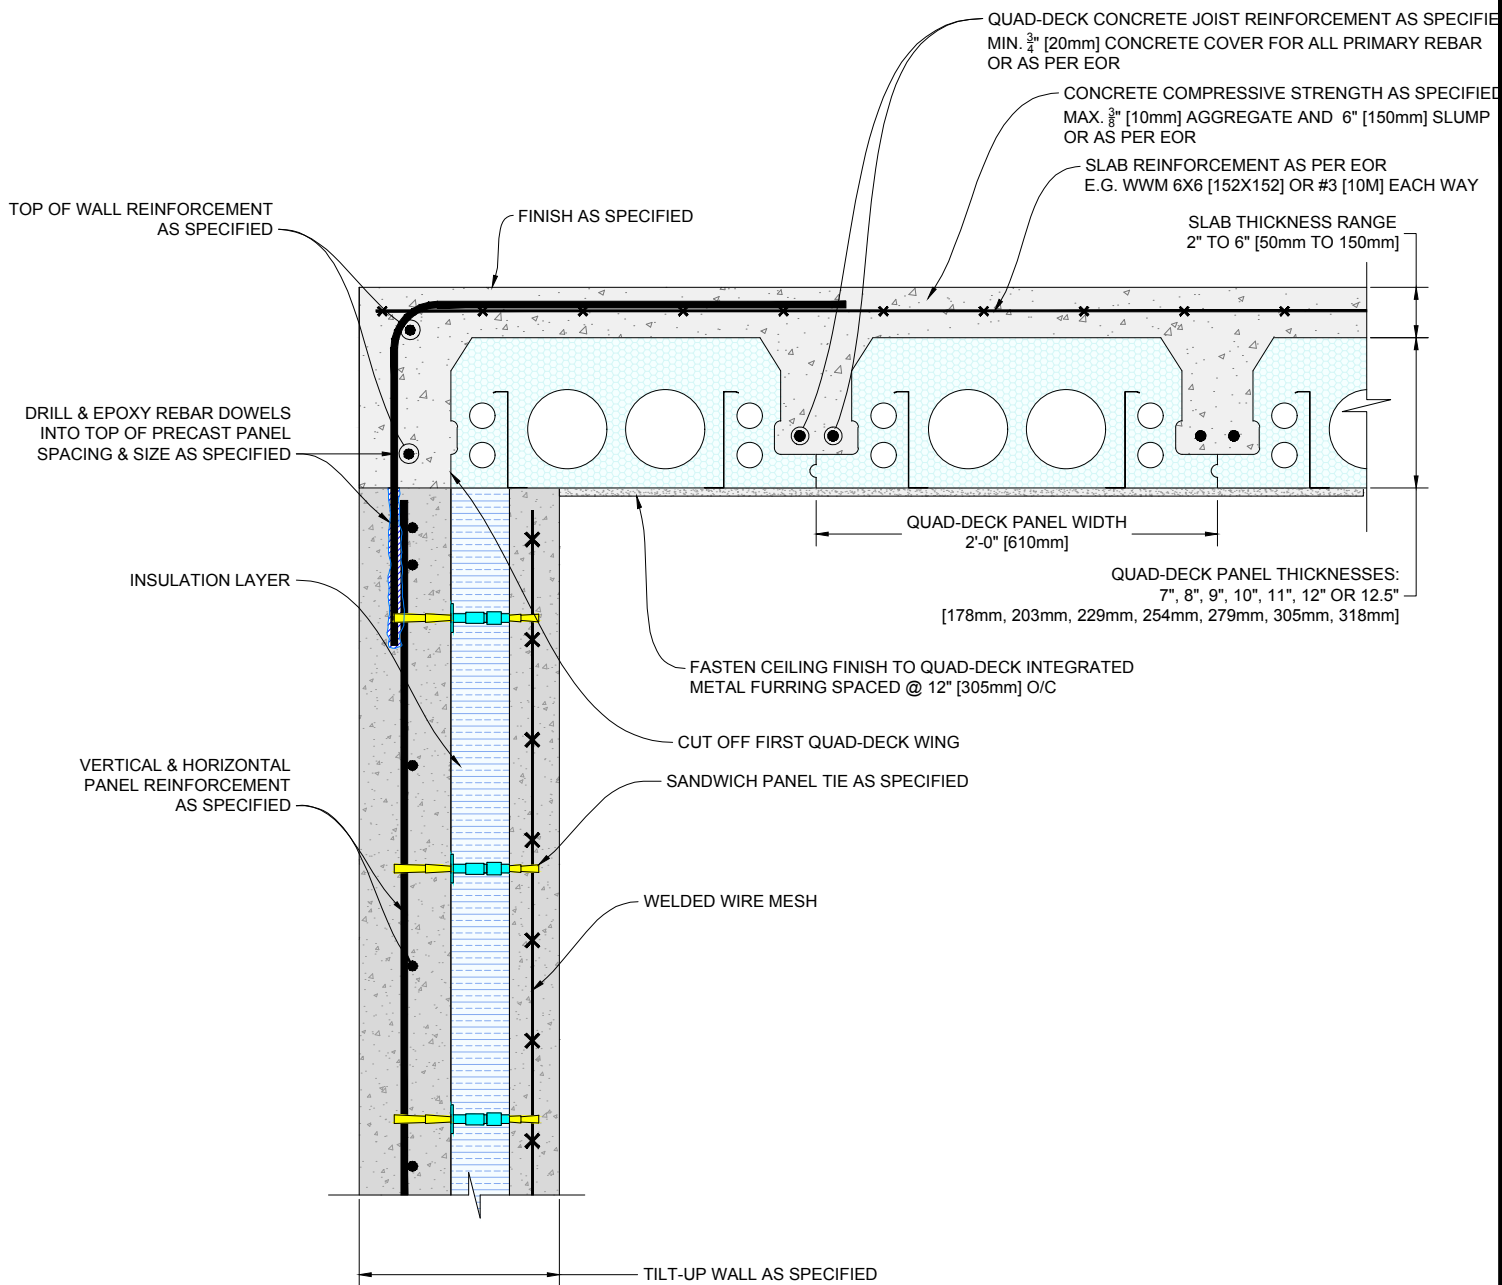 QUAD-DECK CONCRETE JOIST REINFORCEMENT AS SPECIFIE
MIN. 3/4" [20mm] CONCRETE COVER FOR ALL PRIMARY REBAR
OR AS PER EOR
CONCRETE COMPRESSIVE STRENGTH AS SPECIFIED
MAX. 3/8" [10mm] AGGREGATE AND 6" [150mm] SLUMP
OR AS PER EOR
SLAB REINFORCEMENT AS PER EOR
E.G. WWM 6X6 [152X152] OR #3 [10M] EACH WAY
TOP OF WALL REINFORCEMENT
AS SPECIFIED
FINISH AS SPECIFIED
SLAB THICKNESS RANGE
2" TO 6" [50mm TO 150mm]
DRILL & EPOXY REBAR DOWELS
INTO TOP OF PRECAST PANEL
SPACING & SIZE AS SPECIFIED
QUAD-DECK PANEL WIDTH
2'-0" [610mm]
INSULATION LAYER
QUAD-DECK PANEL THICKNESSES:
7", 8", 9", 10", 11", 12" OR 12.5"
[178mm, 203mm, 229mm, 254mm, 279mm, 305mm, 318mm]
FASTEN CEILING FINISH TO QUAD-DECK INTEGRATED
METAL FURRING SPACED @ 12" [305mm] O/C
CUT OFF FIRST QUAD-DECK WING
VERTICAL & HORIZONTAL
PANEL REINFORCEMENT
AS SPECIFIED
SANDWICH PANEL TIE AS SPECIFIED
WELDED WIRE MESH
TILT-UP WALL AS SPECIFIED